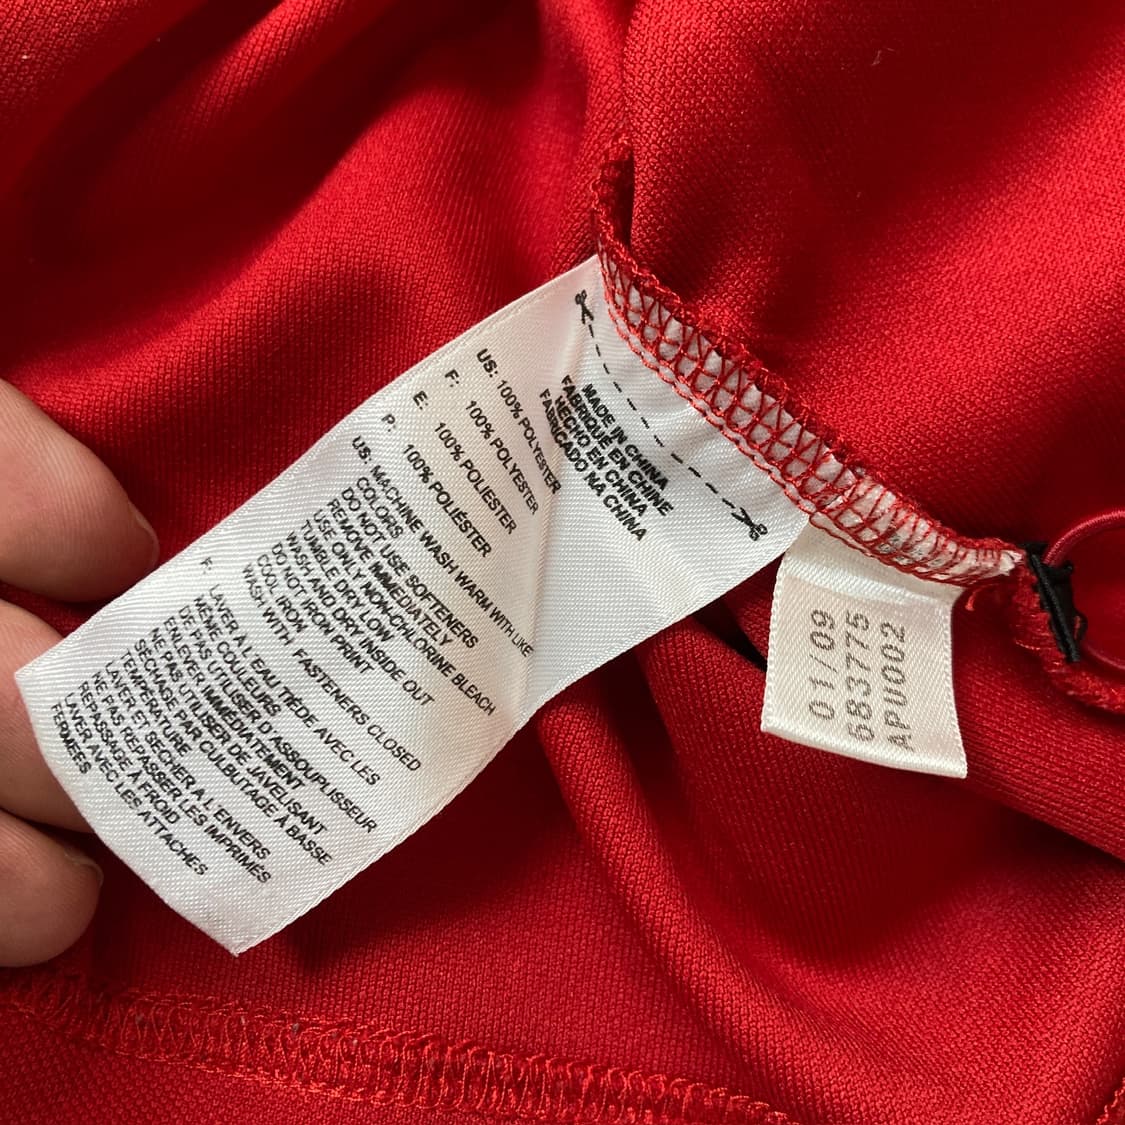 MADE IN CHINA
FABRIQUÉ EN CHINE
HECHO EN CHINA
FABRICADO NA CHINA
US: 100% POLYESTER
F: 100% POLYESTER
E: 100% POLIESTER
P: 100% POLIÉSTER
US: MACHINE WASH WARM WITH LIKE
COLORS
DO NOT USE SOFTENERS
REMOVE IMMEDIATELY
USE ONLY NON-CHLORINE BLEACH
TUMBLE DRY LOW
WASH AND DRY INSIDE OUT
DO NOT IRON PRINT
COOL IRON
WASH WITH FASTENERS CLOSED
F: LAVER A L'EAU TIÈDE AVEC LES
MÊME COULEURS
DE PAS UTILISER D ASSOUPLISSEUR
ENLEVER IMMÉDIATEMENT
NE PAS UTILISER DE JAVELISANT
SÉCHAGE PAR CULBUTAGE À BASSE
TEMPÉRATURE
LAVER ET SÉCHER A L'ENVERS
NE PAS REPASSER LES IMPRIMÉS
REPASSAGE À FROID
LAVER AVEC LES ATTACHES
FERMÉES
01/09
683775
APU002